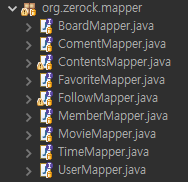 org.zerock.mapper
BoardMapper.java
ComentMapper.java
ContentsMapper.java
FavoriteMapper.java
FollowMapper.java
MemberMapper.java
MovieMapper.java
TimeMapper.java
UserMapper.java